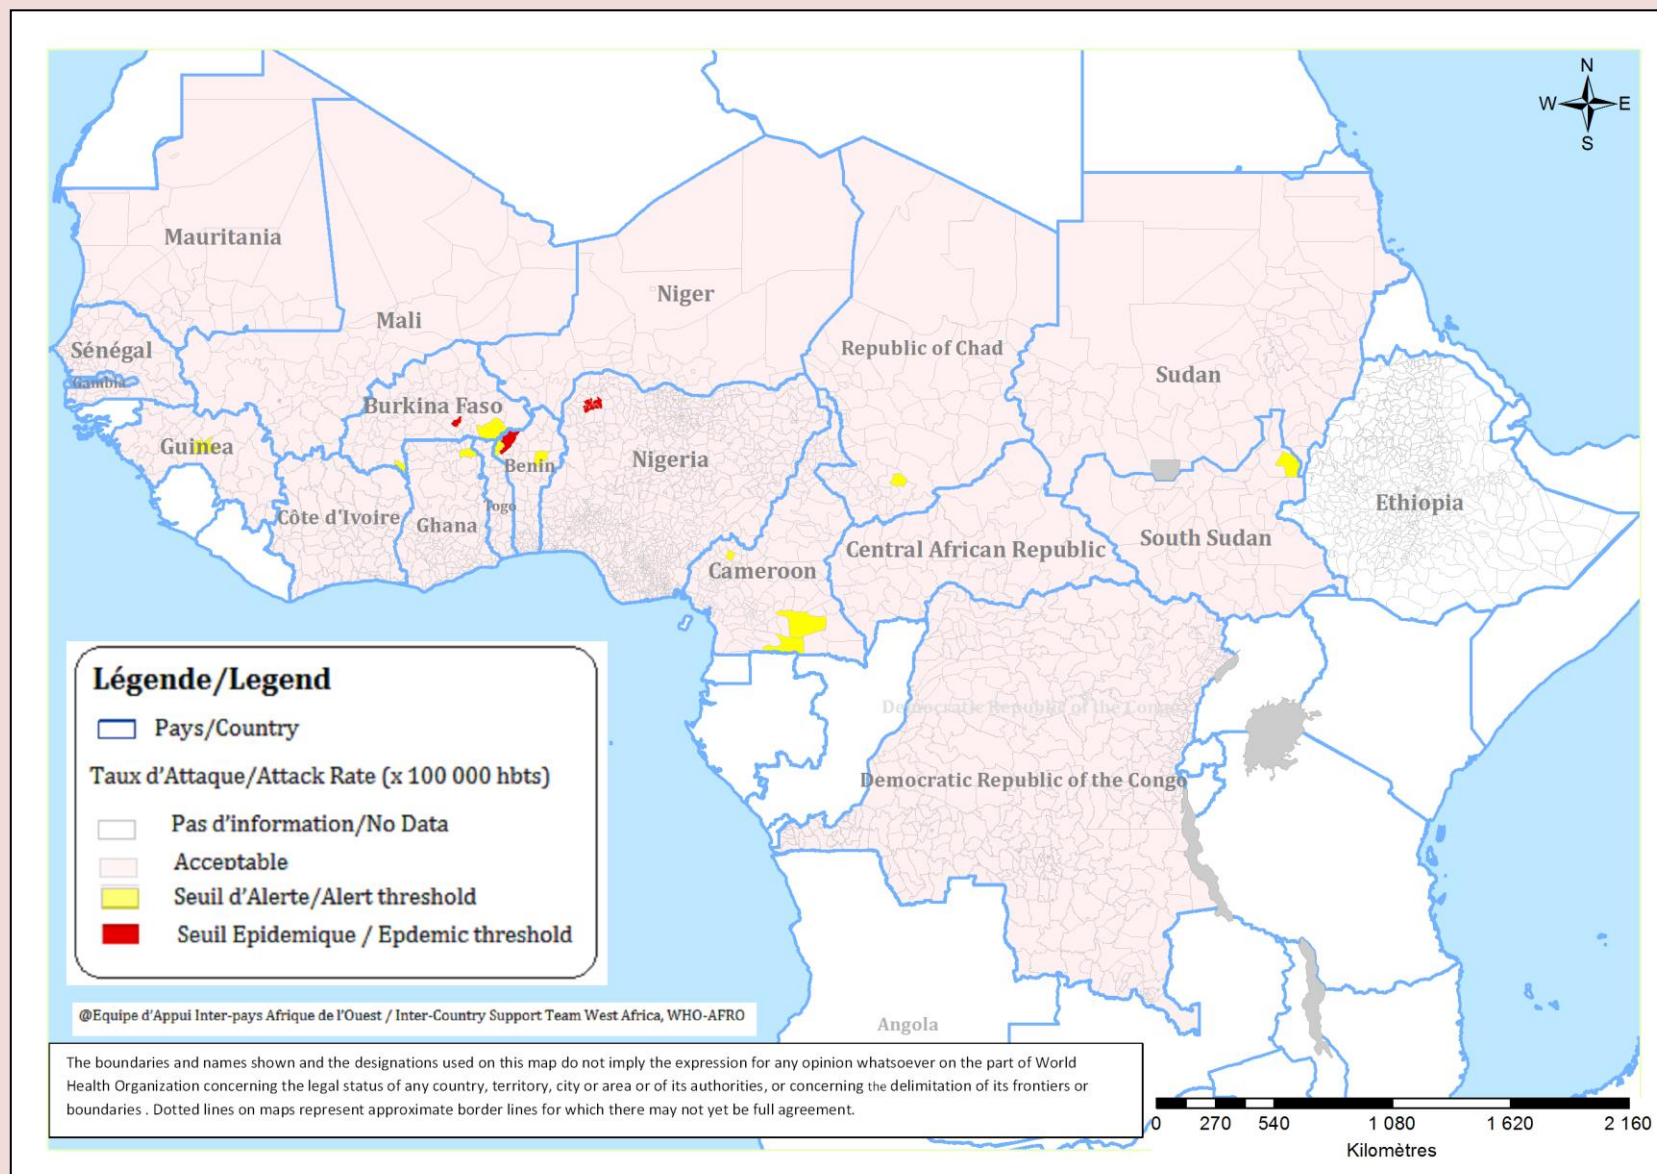 N
W E
S
Mauritania
Mali
Niger
Republic of Chad
Sudan
Sénégal
Gambia
Burkina Faso
Guinea
Benin
Nigeria
Togo
Côte d'Ivoire
Ghana
Cameroon
Central African Republic
South Sudan
Ethiopia
Democratic Republic of the Congo
Democratic Republic of the Congo
Angola
Légende/Legend
Pays/Country
Taux d'Attaque/Attack Rate (x 100 000 hbts)
Pas d'information/No Data
Acceptable
Seuil d'Alerte/Alert threshold
Seuil Epidemique / Epdemic threshold
@Equipe d'Appui Inter-pays Afrique de l'Ouest / Inter-Country Support Team West Africa, WHO-AFRO
The boundaries and names shown and the designations used on this map do not imply the expression for any opinion whatsoever on the part of World
Health Organization concerning the legal status of any country, territory, city or area or of its authorities, or concerning the delimitation of its frontiers or
boundaries . Dotted lines on maps represent approximate border lines for which there may not yet be full agreement.
0 270 540 1 080 1 620 2 160
Kilomètres